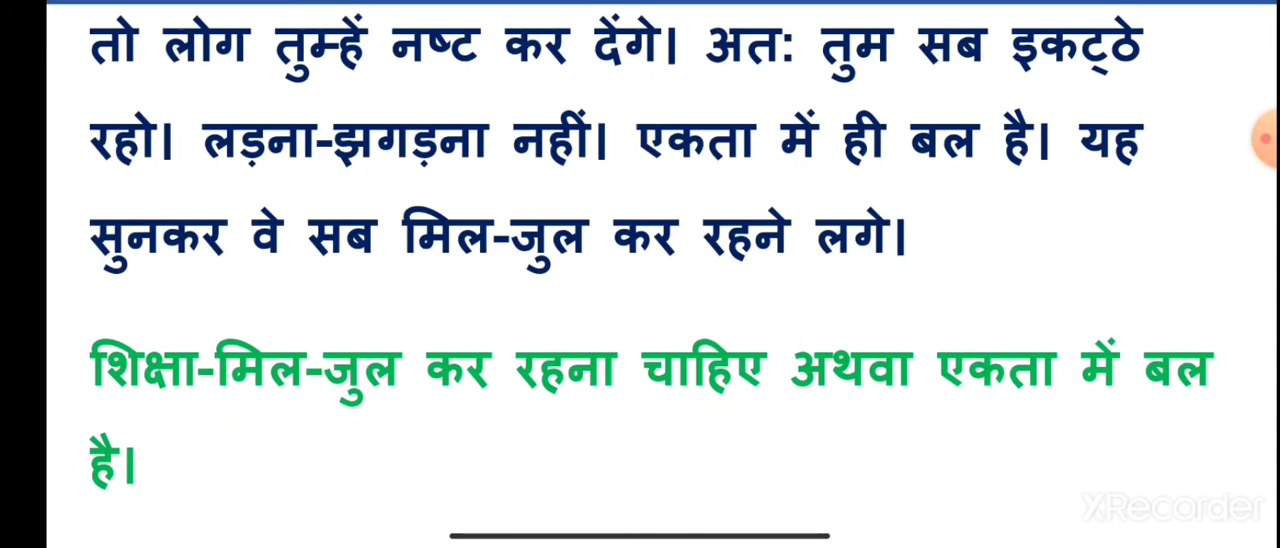 तो लोग तुम्हें नष्ट कर देंगे। अत: तुम सब इकट्ठे
रहो। लड़ना-झगड़ना नहीं। एकता में ही बल है। यह
सुनकर वे सब मिल-जुल कर रहने लगे।
शिक्षा-मिल-जुल कर रहना चाहिए अथवा एकता में बल
है।
XRecorder